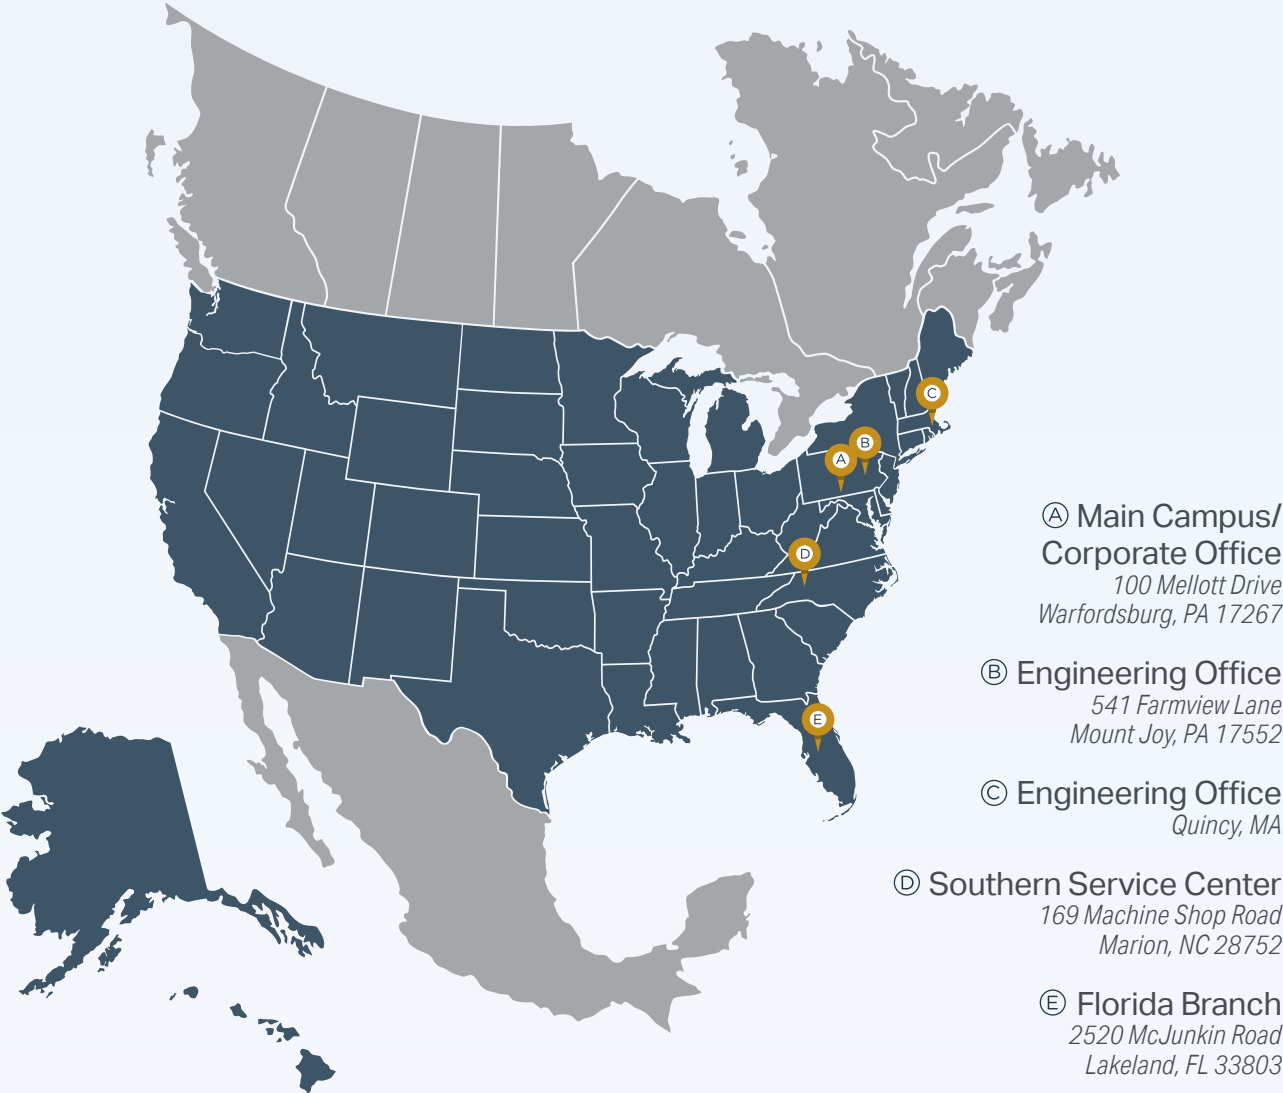 C
B
A
D
E
Ⓐ Main Campus/
Corporate Office
100 Mellott Drive
Warfordsburg, PA 17267
Ⓑ Engineering Office
541 Farmview Lane
Mount Joy, PA 17552
Ⓒ Engineering Office
Quincy, MA
Ⓓ Southern Service Center
169 Machine Shop Road
Marion, NC 28752
Ⓔ Florida Branch
2520 McJunkin Road
Lakeland, FL 33803